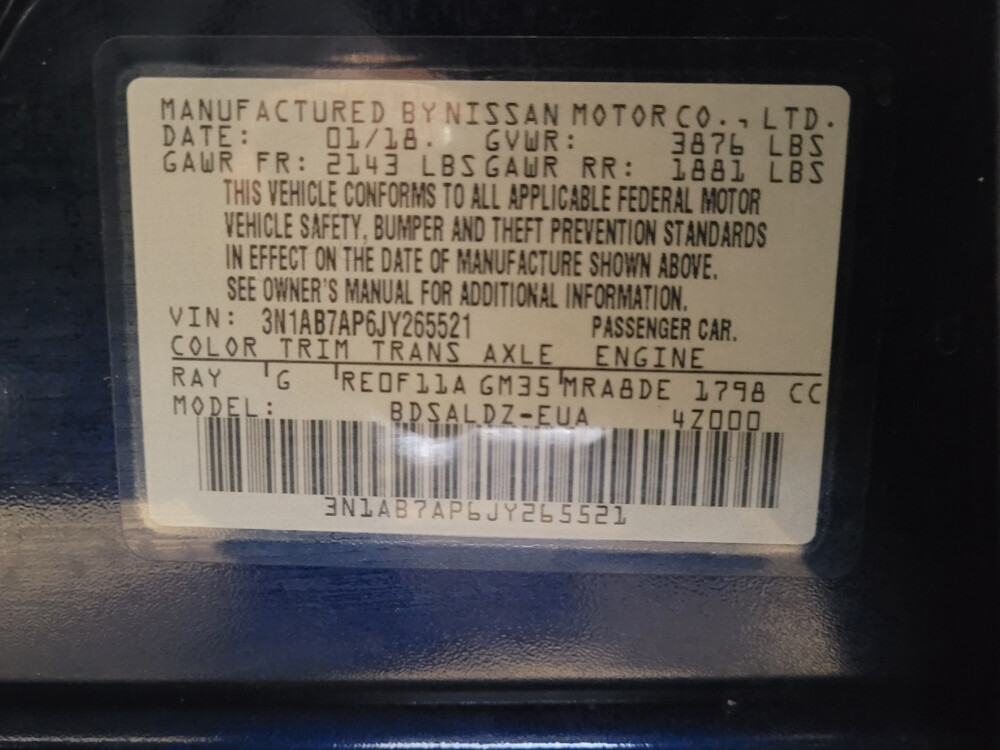 MANUFACTURED BY NISSAN MOTOR CO., LTD.
DATE: 01/18. GVWR: 3876 LBS
GAWR FR: 2143 LBS GAWR RR: 1881 LBS
THIS VEHICLE CONFORMS TO ALL APPLICABLE FEDERAL MOTOR
VEHICLE SAFETY, BUMPER AND THEFT PREVENTION STANDARDS
IN EFFECT ON THE DATE OF MANUFACTURE SHOWN ABOVE.
SEE OWNER'S MANUAL FOR ADDITIONAL INFORMATION.
VIN: 3N1AB7AP6JY265521 PASSENGER CAR.
COLOR TRIM TRANS AXLE ENGINE
RAY G RE0F11A GM35 MRA8DE 1798 CC
MODEL: BDSALDZ-EUA 4Z000
3N1AB7AP6JY265521